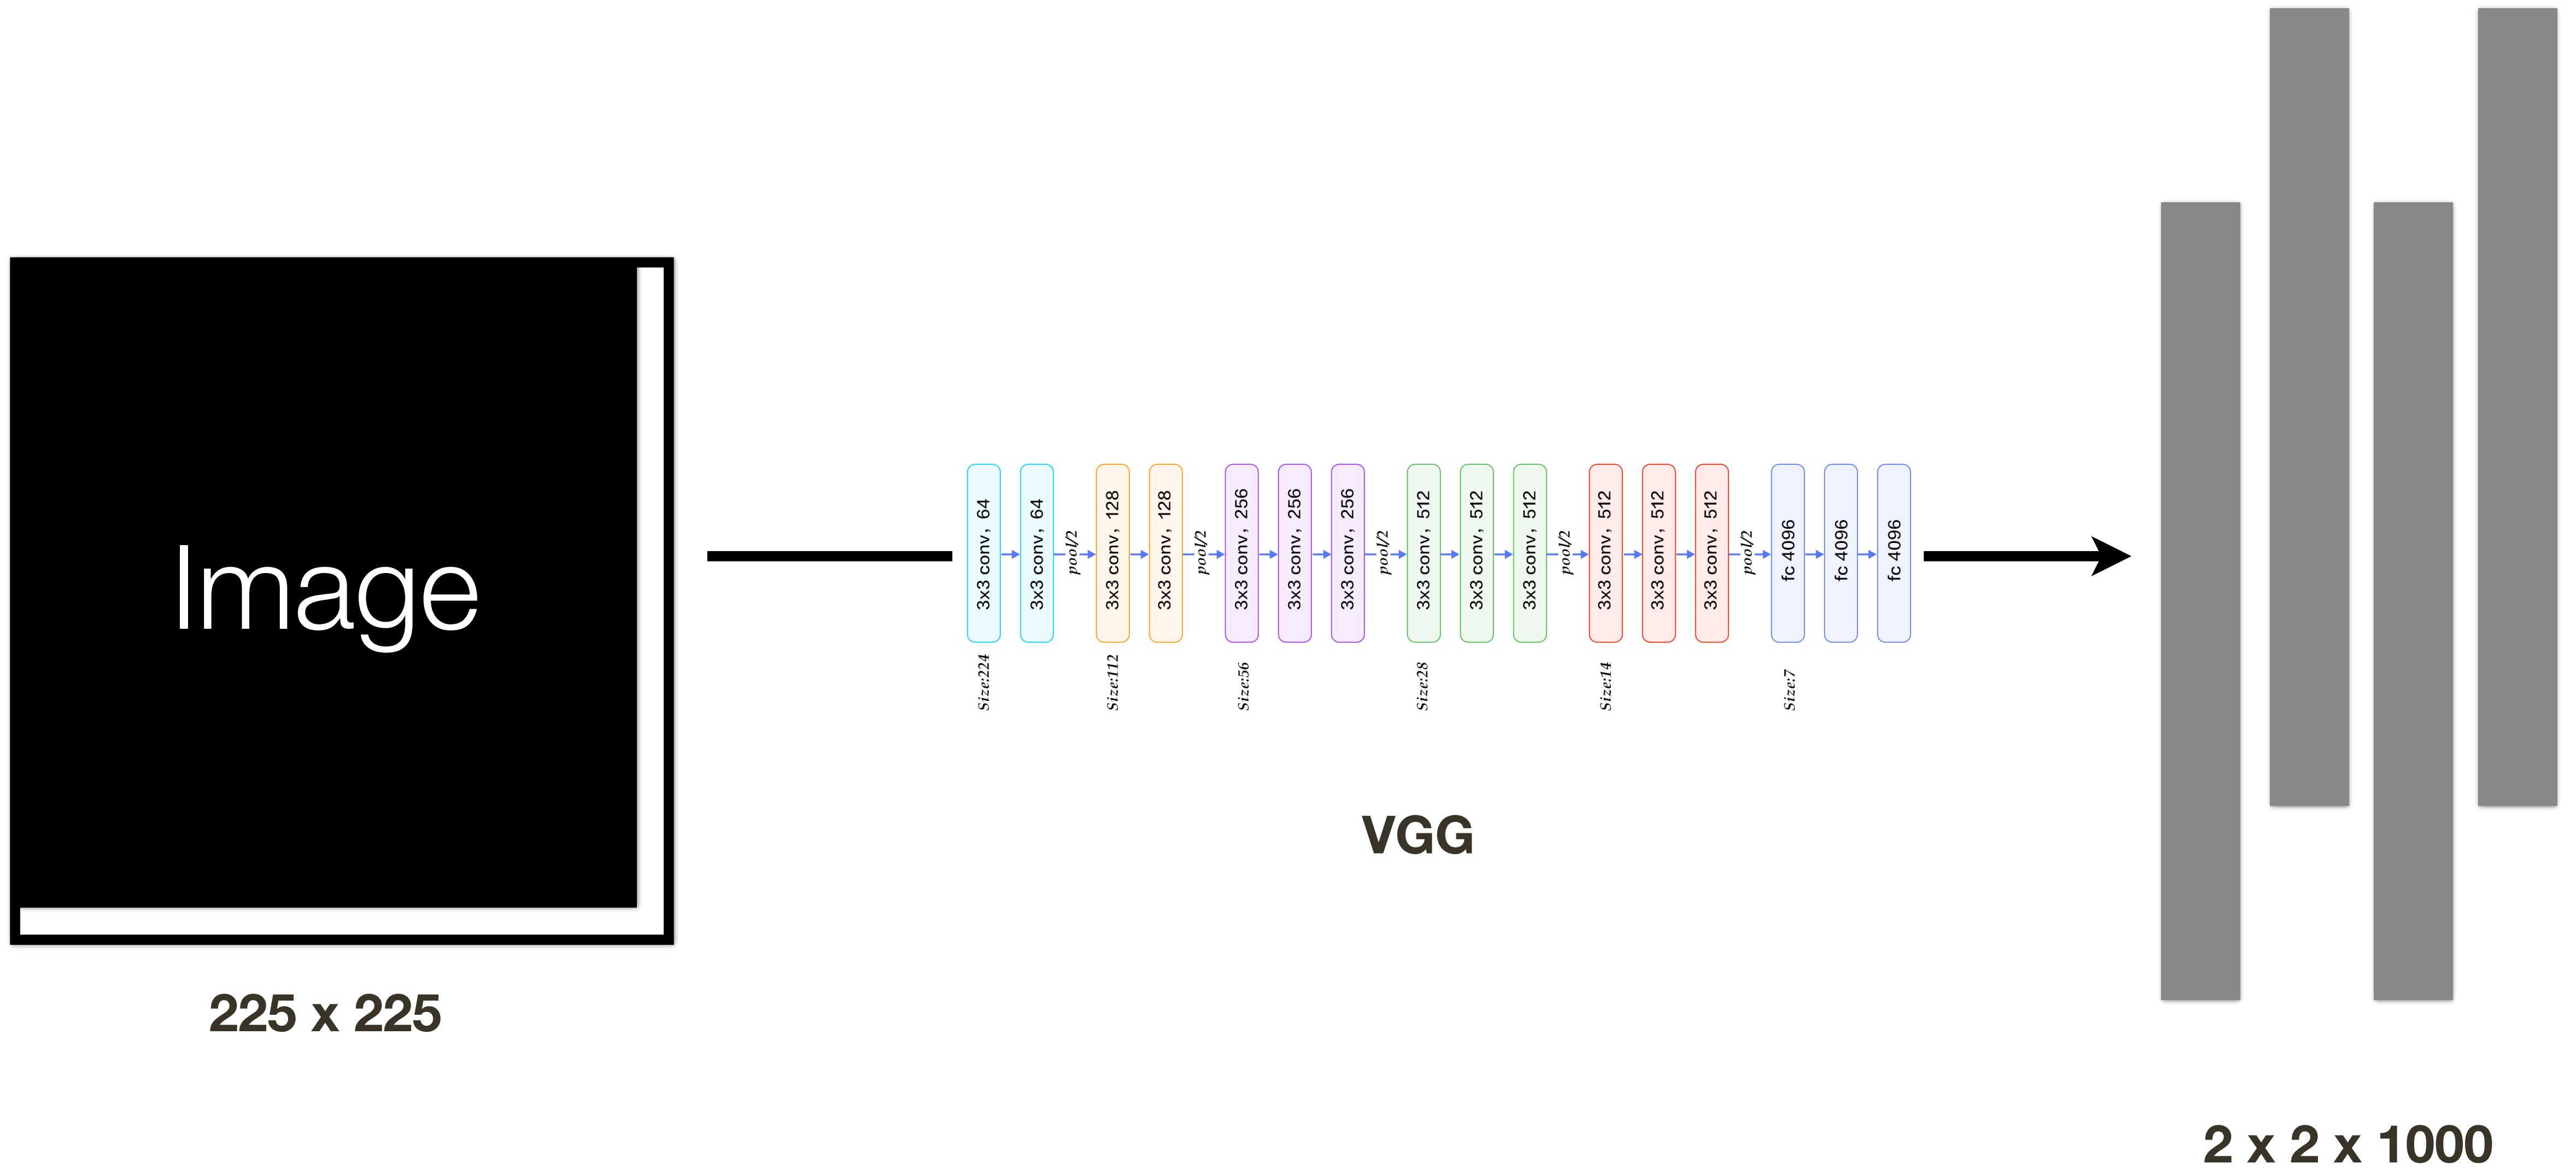 Image
225 x 225
3x3 conv, 64
3x3 conv, 64
pool/2
3x3 conv, 128
3x3 conv, 128
pool/2
3x3 conv, 256
3x3 conv, 256
3x3 conv, 256
pool/2
3x3 conv, 512
3x3 conv, 512
3x3 conv, 512
pool/2
3x3 conv, 512
3x3 conv, 512
3x3 conv, 512
pool/2
fc 4096
fc 4096
fc 4096
Size:224
Size:112
Size:56
Size:28
Size:14
Size:7
VGG
2 x 2 x 1000